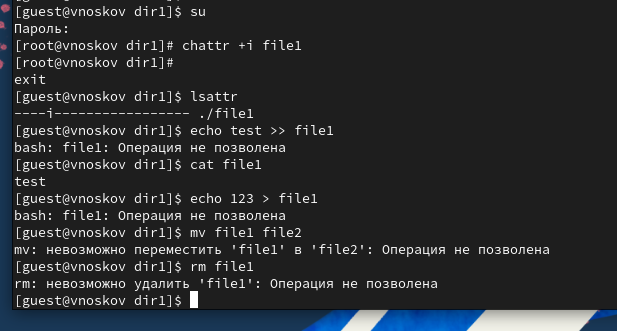 [guest@vnoskov dir1]$ su
Пароль:
[root@vnoskov dir1]# chattr +i file1
[root@vnoskov dir1]#
exit
[guest@vnoskov dir1]$ lsattr
----i----------------- ./file1
[guest@vnoskov dir1]$ echo test >> file1
bash: file1: Операция не позволена
[guest@vnoskov dir1]$ cat file1
test
[guest@vnoskov dir1]$ echo 123 > file1
bash: file1: Операция не позволена
[guest@vnoskov dir1]$ mv file1 file2
mv: невозможно переместить 'file1' в 'file2': Операция не позволена
[guest@vnoskov dir1]$ rm file1
rm: невозможно удалить 'file1': Операция не позволена
[guest@vnoskov dir1]$